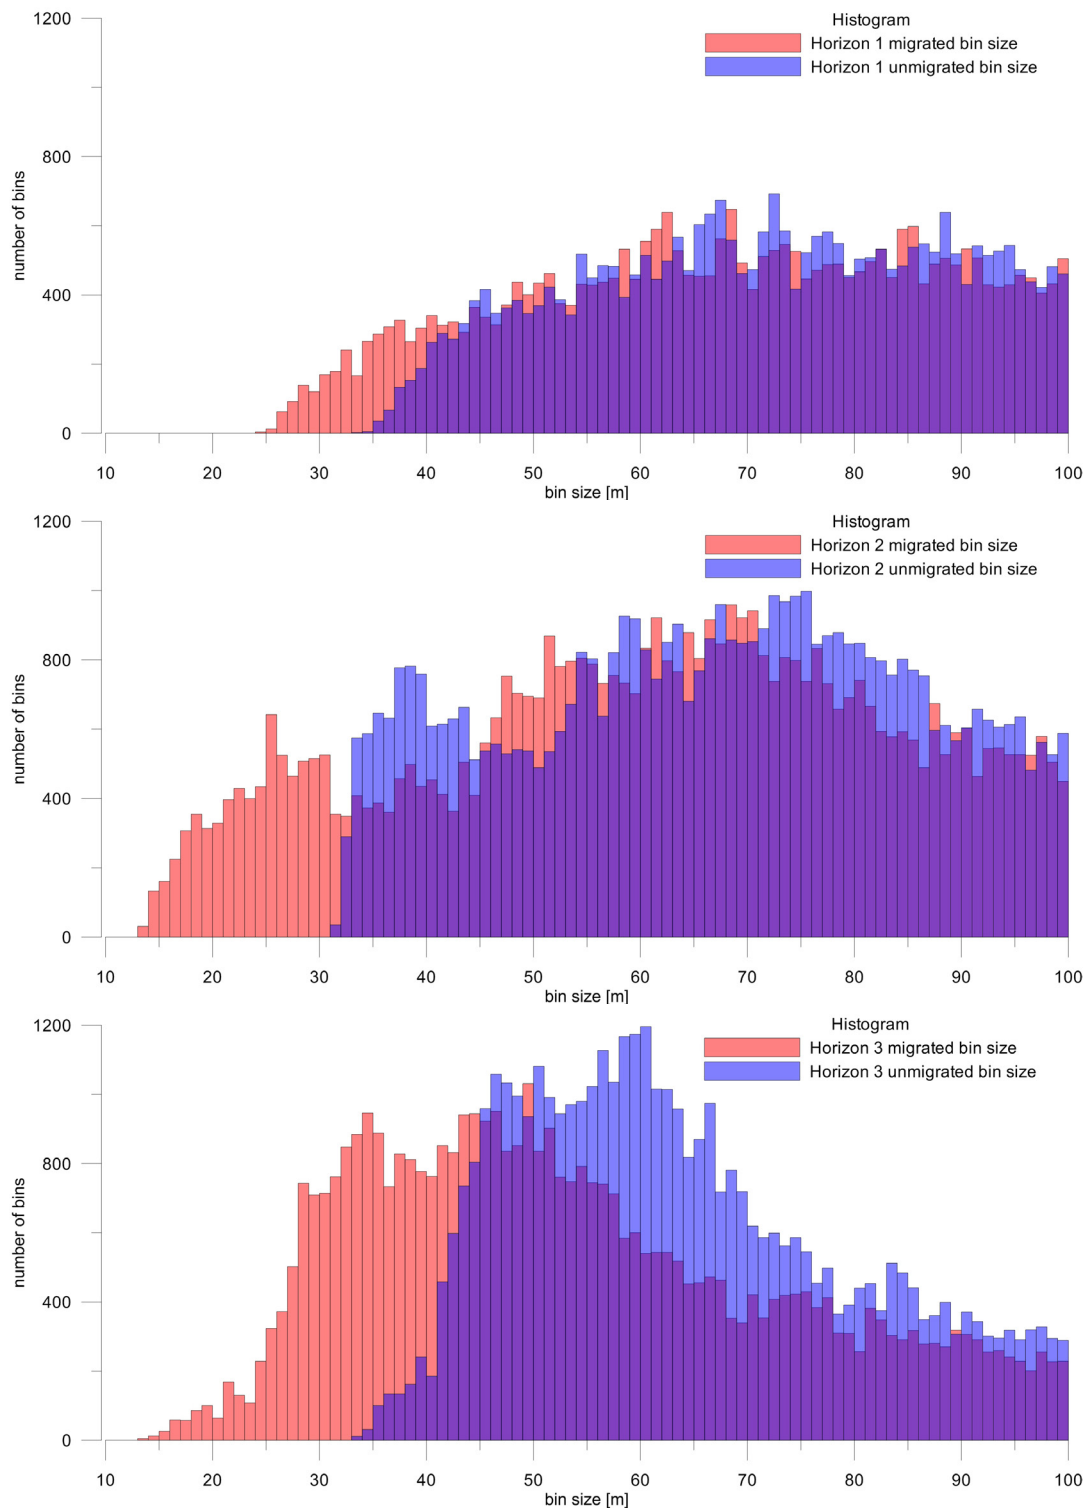 1200
Histogram
Horizon 1 migrated bin size
Horizon 1 unmigrated bin size
800
number of bins
400
0
10 20 30 40 50 60 70 80 90 100
bin size [m]
1200
Histogram
Horizon 2 migrated bin size
Horizon 2 unmigrated bin size
800
number of bins
400
0
10 20 30 40 50 60 70 80 90 100
bin size [m]
1200
Histogram
Horizon 3 migrated bin size
Horizon 3 unmigrated bin size
800
number of bins
400
0
10 20 30 40 50 60 70 80 90 100
bin size [m]